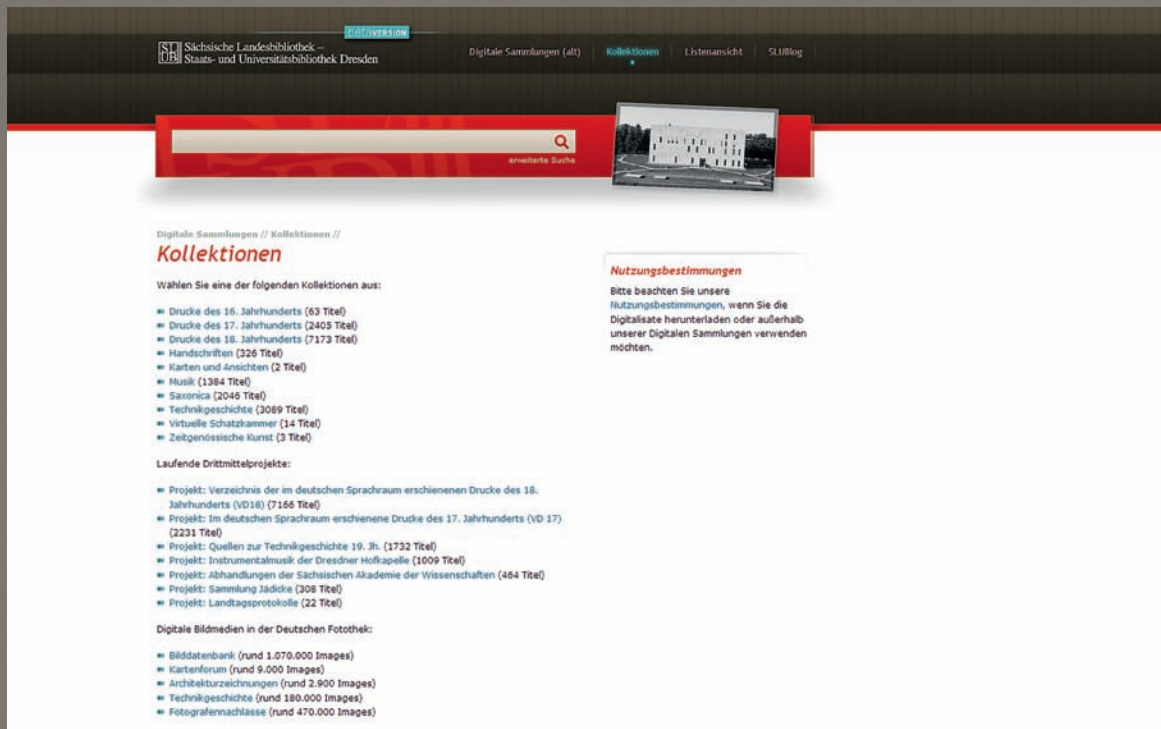 betaVERSION
SLUB
Sächsische Landesbibliothek –
Staats- und Universitätsbibliothek Dresden
Digitale Sammlungen (alt)
Kollektionen
Listenansicht
SLUBlog
erweiterte Suche
Digitale Sammlungen // Kollektionen //
Kollektionen
Wählen Sie eine der folgenden Kollektionen aus:
Drucke des 16. Jahrhunderts (63 Titel)
Drucke des 17. Jahrhunderts (2405 Titel)
Drucke des 18. Jahrhunderts (7173 Titel)
Handschriften (326 Titel)
Karten und Ansichten (2 Titel)
Musik (1384 Titel)
Saxonica (2046 Titel)
Technikgeschichte (3089 Titel)
Virtuelle Schatzkammer (14 Titel)
Zeitgenössische Kunst (3 Titel)
Laufende Drittmittelprojekte:
Projekt: Verzeichnis der im deutschen Sprachraum erschienenen Drucke des 18.
Jahrhunderts (VD18) (7166 Titel)
Projekt: Im deutschen Sprachraum erschienene Drucke des 17. Jahrhunderts (VD 17)
(2231 Titel)
Projekt: Quellen zur Technikgeschichte 19. Jh. (1732 Titel)
Projekt: Instrumentalmusik der Dresdner Hofkapelle (1009 Titel)
Projekt: Abhandlungen der Sächsischen Akademie der Wissenschaften (464 Titel)
Projekt: Sammlung Jädicke (308 Titel)
Projekt: Landtagsprotokolle (22 Titel)
Digitale Bildmedien in der Deutschen Fotothek:
Bilddatenbank (rund 1.070.000 Images)
Kartenforum (rund 9.000 Images)
Architekturzeichnungen (rund 2.900 Images)
Technikgeschichte (rund 180.000 Images)
Fotografennachlässe (rund 470.000 Images)
Nutzungsbestimmungen
Bitte beachten Sie unsere
Nutzungsbestimmungen, wenn Sie die
Digitalisate herunterladen oder außerhalb
unserer Digitalen Sammlungen verwenden
möchten.